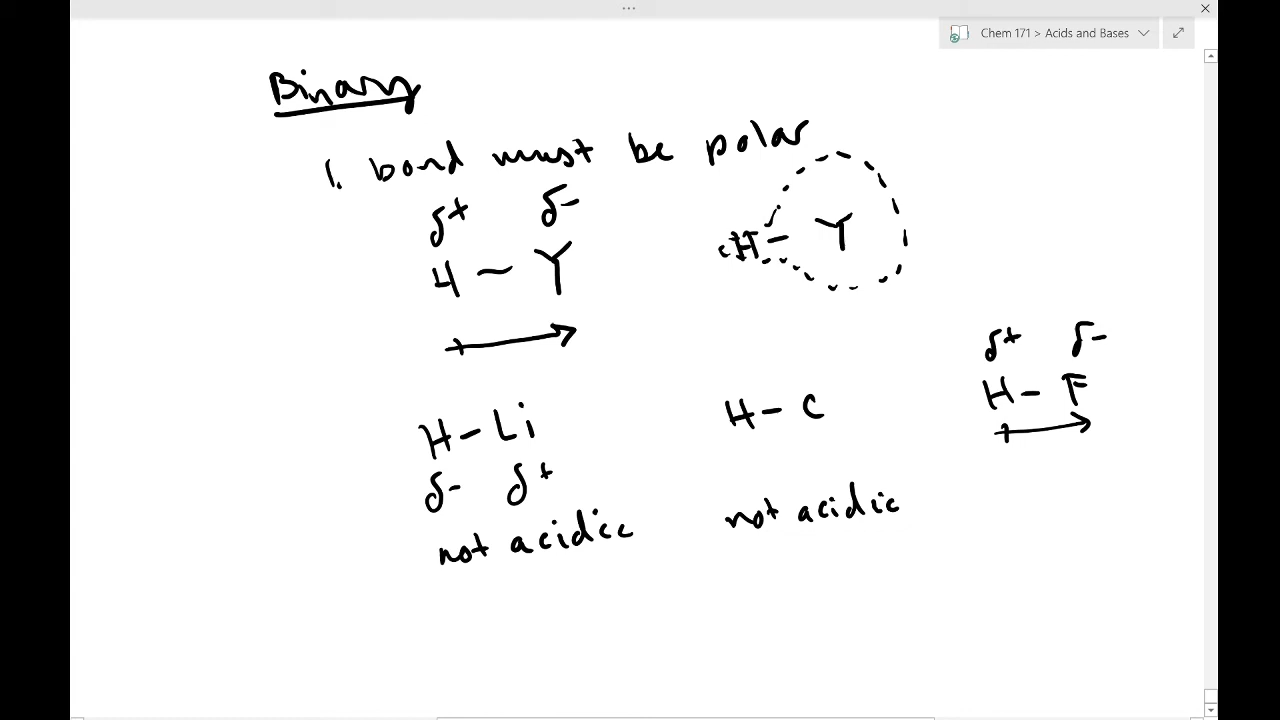 Chem 171 > Acids and Bases
Binary
1. bond must be polar
δ+ δ-
H - Y
H - Y
δ+ δ-
H - F
H - Li
δ- δ+
not acidic
H - C
not acidic